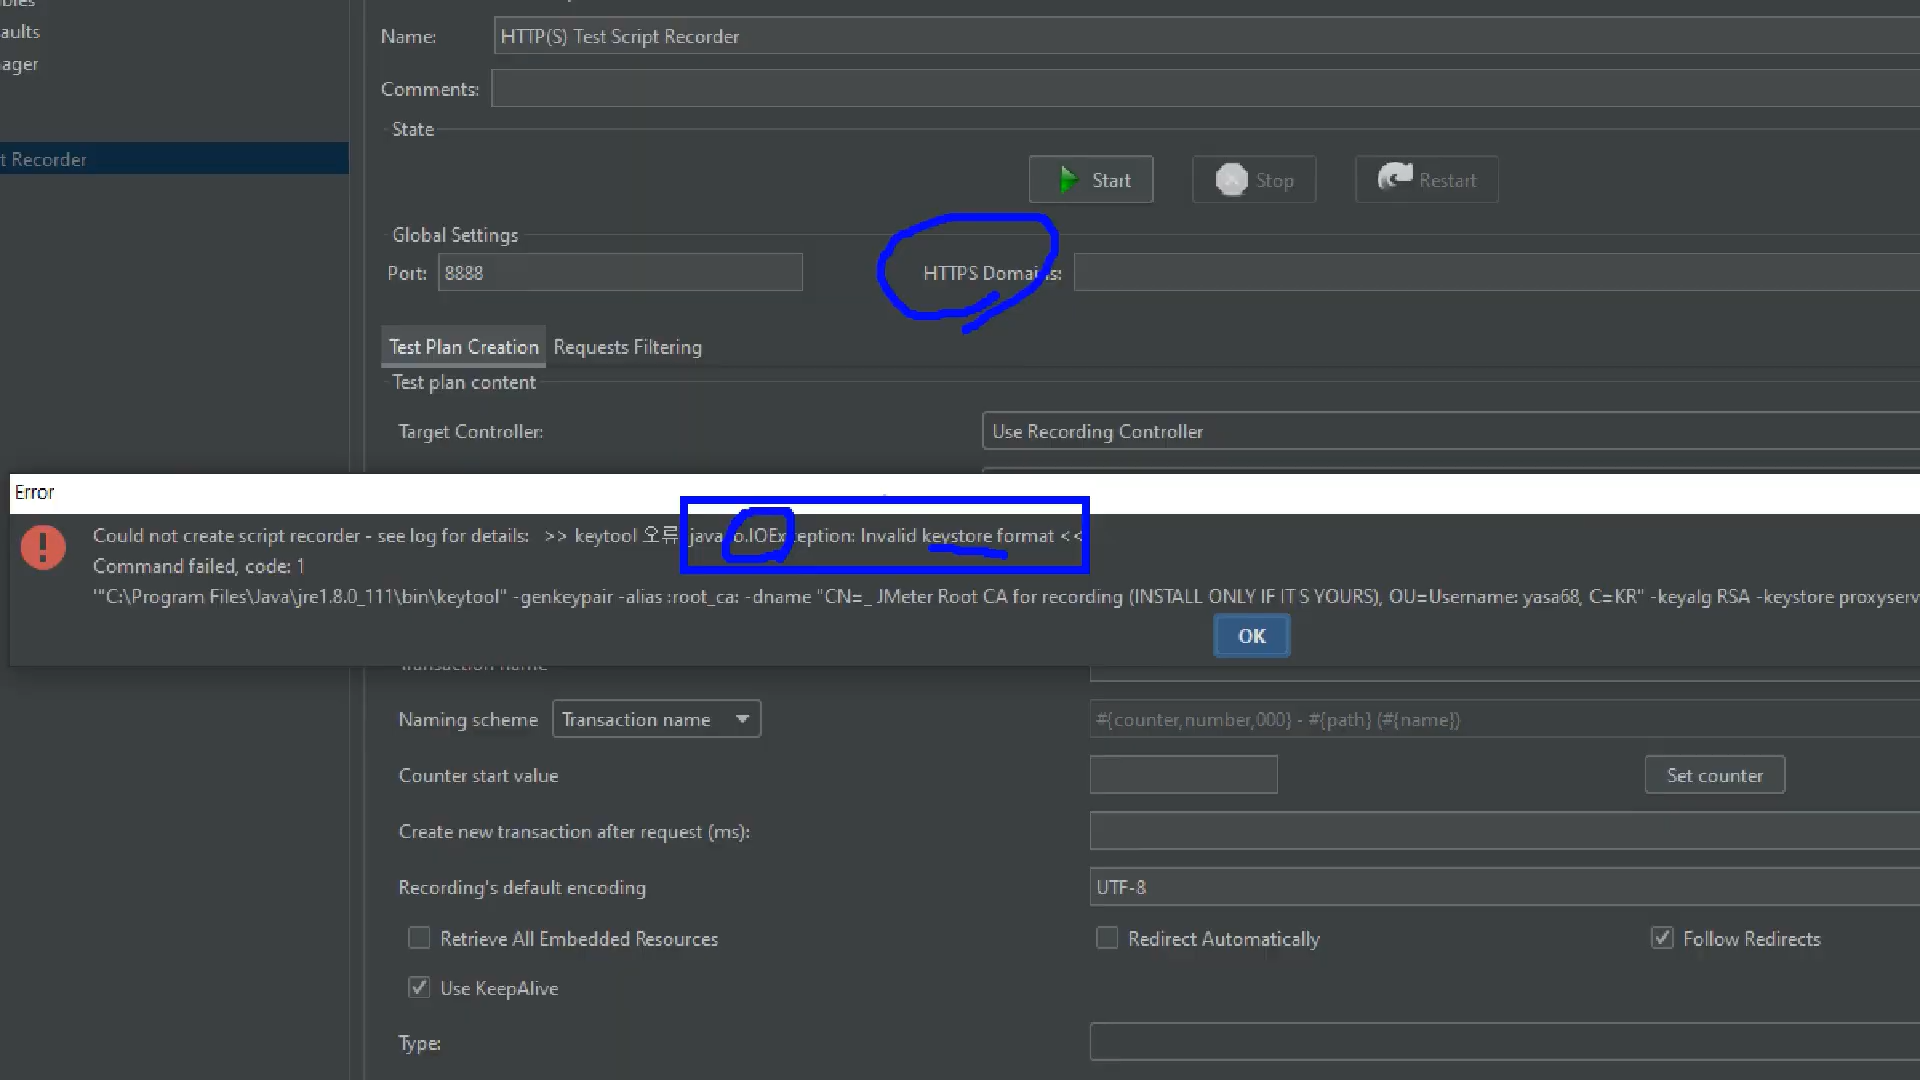 aults
ager
t Recorder
Name: HTTP(S) Test Script Recorder
Comments:
State
Start Stop Restart
Global Settings
Port: 8888 HTTPS Domains:
Test Plan Creation Requests Filtering
Test plan content
Target Controller: Use Recording Controller
Error
Could not create script recorder - see log for details: >> keytool 오류 java.io.IOException: Invalid keystore format <<
Command failed, code: 1
'"C:\Program Files\Java\jre1.8.0_111\bin\keytool" -genkeypair -alias :root_ca: -dname "CN=_ JMeter Root CA for recording (INSTALL ONLY IF IT S YOURS), OU=Username: yasa68, C=KR" -keyalg RSA -keystore proxyserv
OK
Transaction name
Naming scheme Transaction name #{counter,number,000} - #{path} (#{name})
Counter start value Set counter
Create new transaction after request (ms):
Recording's default encoding UTF-8
Retrieve All Embedded Resources Redirect Automatically Follow Redirects
Use KeepAlive
Type: